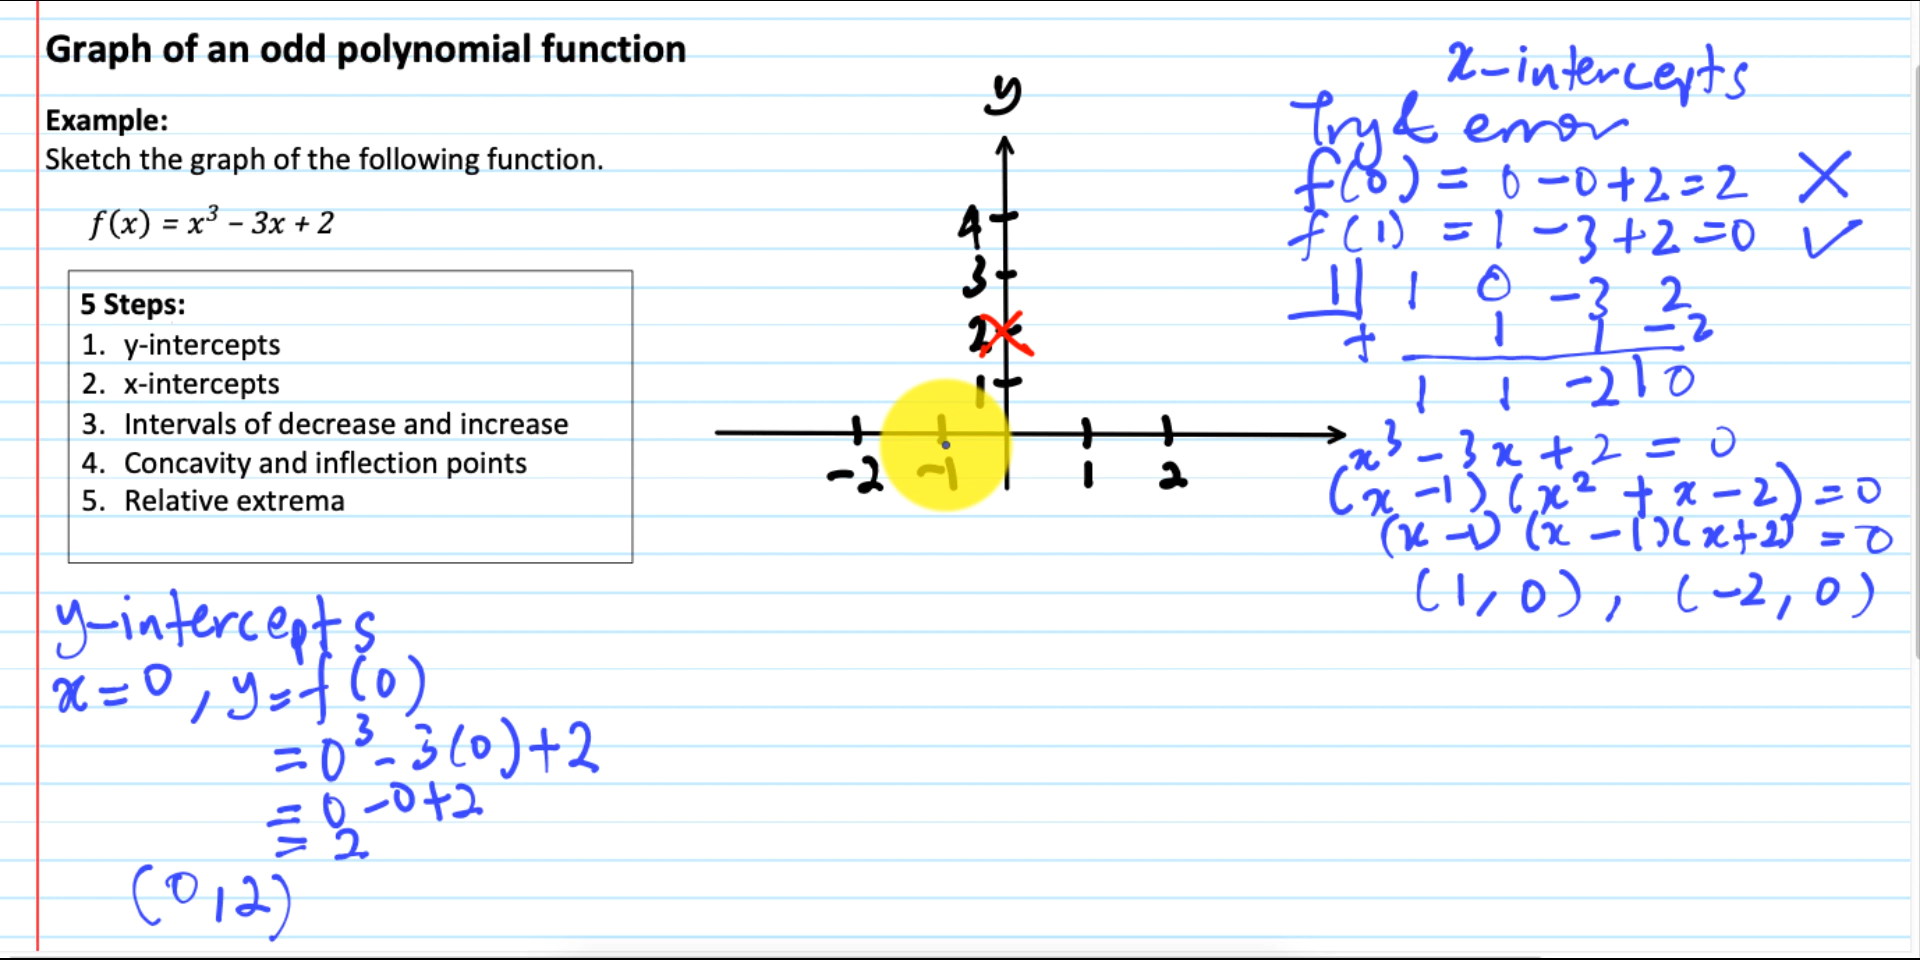 Graph of an odd polynomial function
Example:
Sketch the graph of the following function.
f(x) = x³ – 3x + 2
5 Steps:
1. y-intercepts
2. x-intercepts
3. Intervals of decrease and increase
4. Concavity and inflection points
5. Relative extrema
y-intercepts
x = 0 , y = f(0)
= 0³ - 3(0) + 2
= 0 - 0 + 2
= 2
(0,2)
y
4
3
2
1
-2 -1 1 2
x-intercepts
Try & error
f(0) = 0 - 0 + 2 = 2 ✗
f(1) = 1 - 3 + 2 = 0 ✓
1| 1 0 -3 2
+ 1 1 -2
1 1 -2 | 0
x³ - 3x + 2 = 0
(x - 1) (x² + x - 2) = 0
(x - 1) (x - 1)(x + 2) = 0
(1, 0) , (-2, 0)